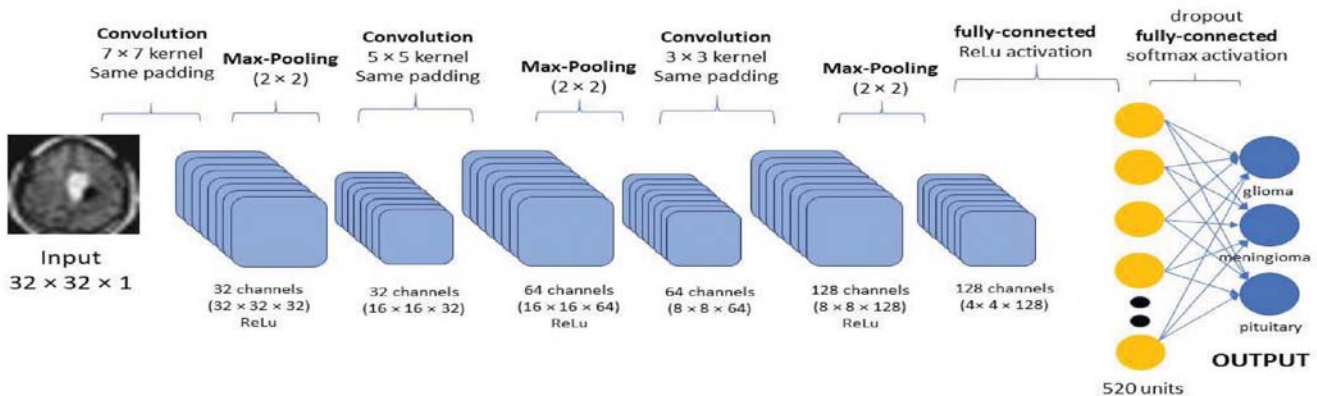 Convolution
7 × 7 kernel
Same padding
Max-Pooling
(2 × 2)
Convolution
5 × 5 kernel
Same padding
Max-Pooling
(2 × 2)
Convolution
3 × 3 kernel
Same padding
Max-Pooling
(2 × 2)
fully-connected
ReLu activation
dropout
fully-connected
softmax activation
Input
32 × 32 × 1
32 channels
(32 × 32 × 32)
ReLu
32 channels
(16 × 16 × 32)
64 channels
(16 × 16 × 64)
ReLu
64 channels
(8 × 8 × 64)
128 channels
(8 × 8 × 128)
ReLu
128 channels
(4× 4 × 128)
520 units
glioma
meningioma
pituitary
OUTPUT